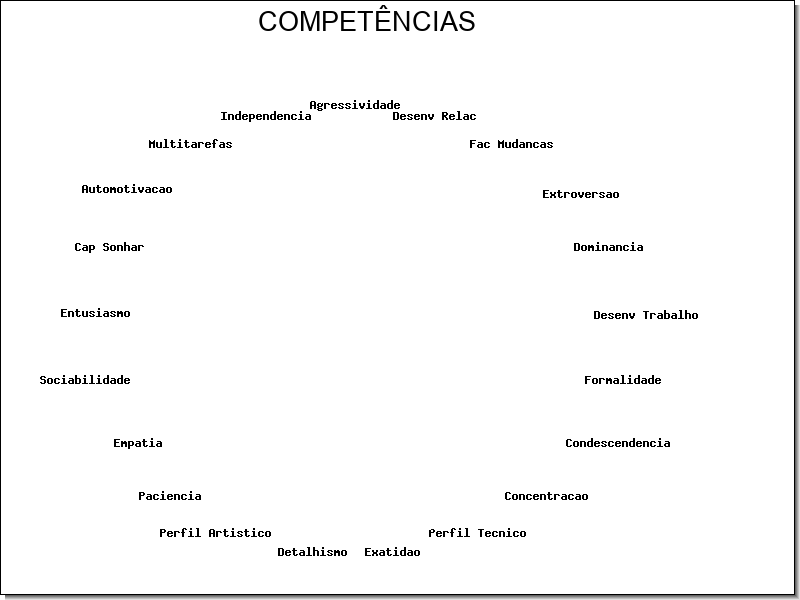 COMPETÊNCIAS
Agressividade
Independencia
Desenv Relac
Multitarefas
Fac Mudancas
Automotivacao
Extroversao
Cap Sonhar
Dominancia
Entusiasmo
Desenv Trabalho
Sociabilidade
Formalidade
Empatia
Condescendencia
Paciencia
Concentracao
Perfil Artistico
Perfil Tecnico
Detalhismo
Exatidao